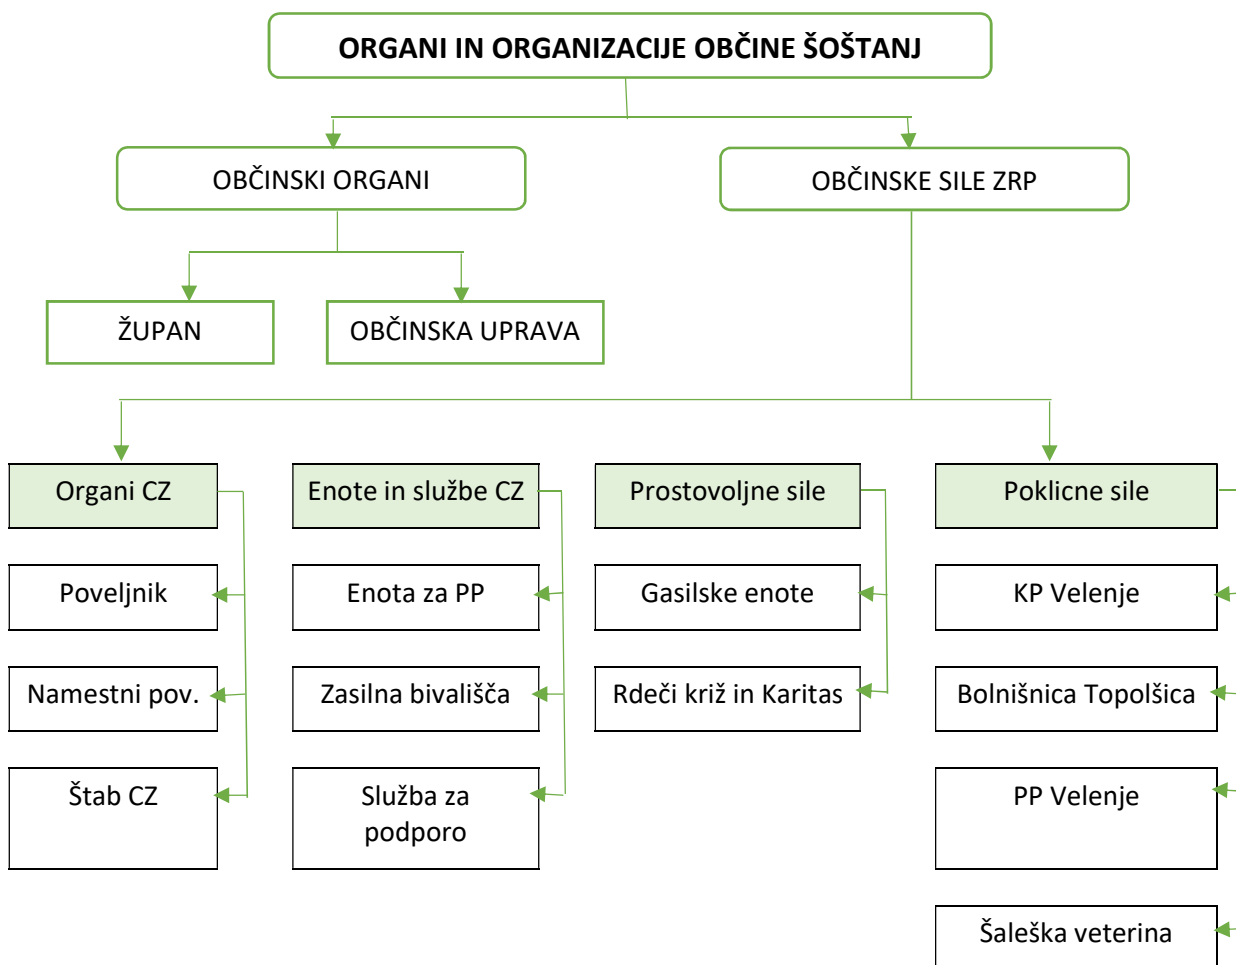 ORGANI IN ORGANIZACIJE OBČINE ŠOŠTANJ
OBČINSKI ORGANI
OBČINSKE SILE ZRP
ŽUPAN
OBČINSKA UPRAVA
Organi CZ
Enote in službe CZ
Prostovoljne sile
Poklicne sile
Poveljnik
Enota za PP
Gasilske enote
KP Velenje
Namestni pov.
Zasilna bivališča
Rdeči križ in Karitas
Bolnišnica Topolšica
Štab CZ
Služba za
podporo
PP Velenje
Šaleška veterina